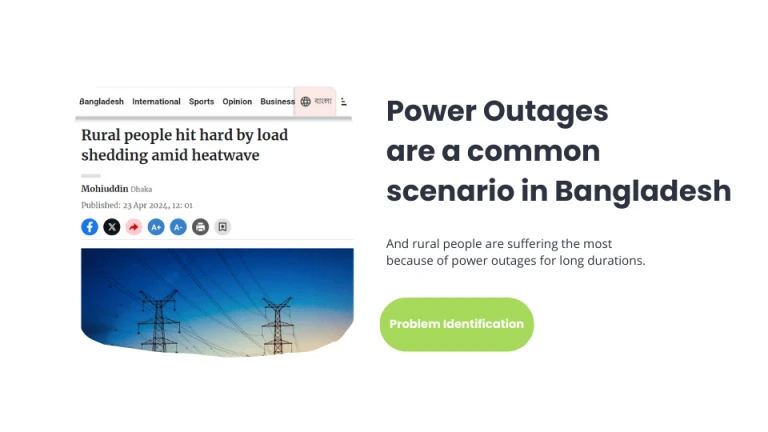 Bangladesh International Sports Opinion Business বাংলা
Rural people hit hard by load
shedding amid heatwave
Mohiuddin Dhaka
Published: 23 Apr 2024, 12: 01
A+ A-
Power Outages
are a common
scenario in Bangladesh
And rural people are suffering the most
because of power outages for long durations.
Problem Identification